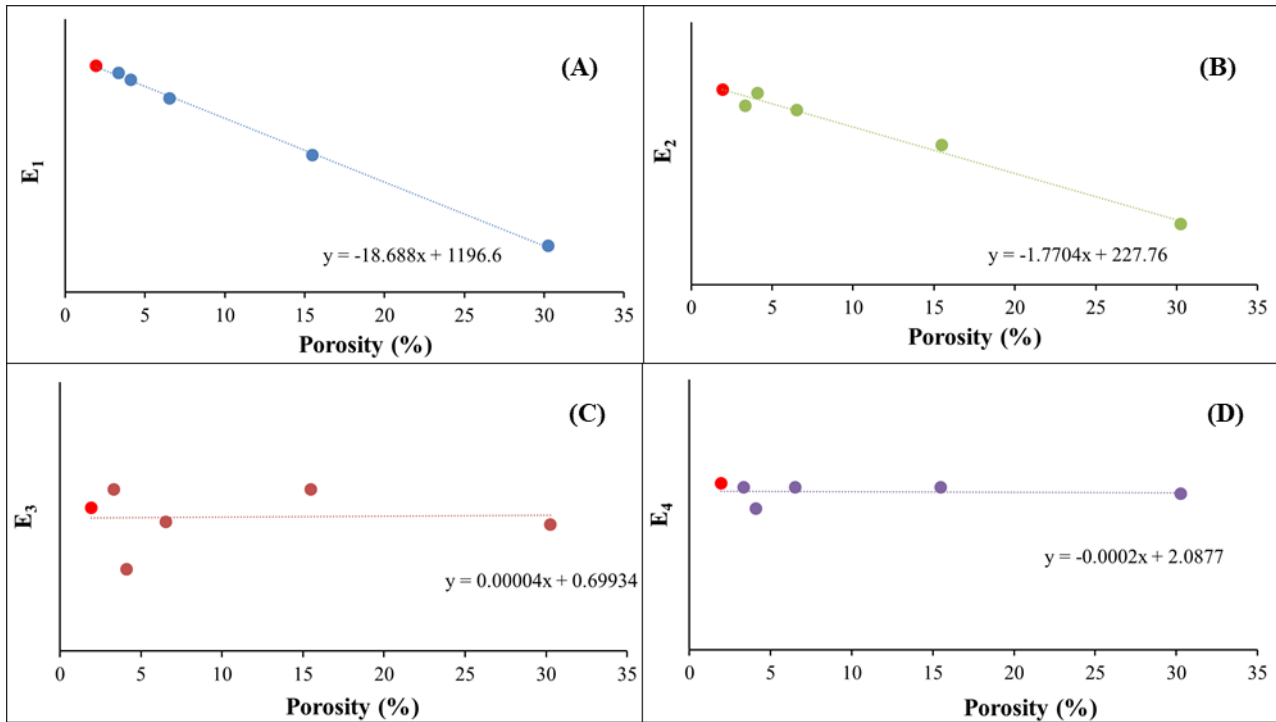 (A)
E1
y = -18.688x + 1196.6
0 5 10 15 20 25 30 35
Porosity (%)
(B)
E2
y = -1.7704x + 227.76
0 5 10 15 20 25 30 35
Porosity (%)
(C)
E3
y = 0.00004x + 0.69934
0 5 10 15 20 25 30 35
Porosity (%)
(D)
E4
y = -0.0002x + 2.0877
0 5 10 15 20 25 30 35
Porosity (%)